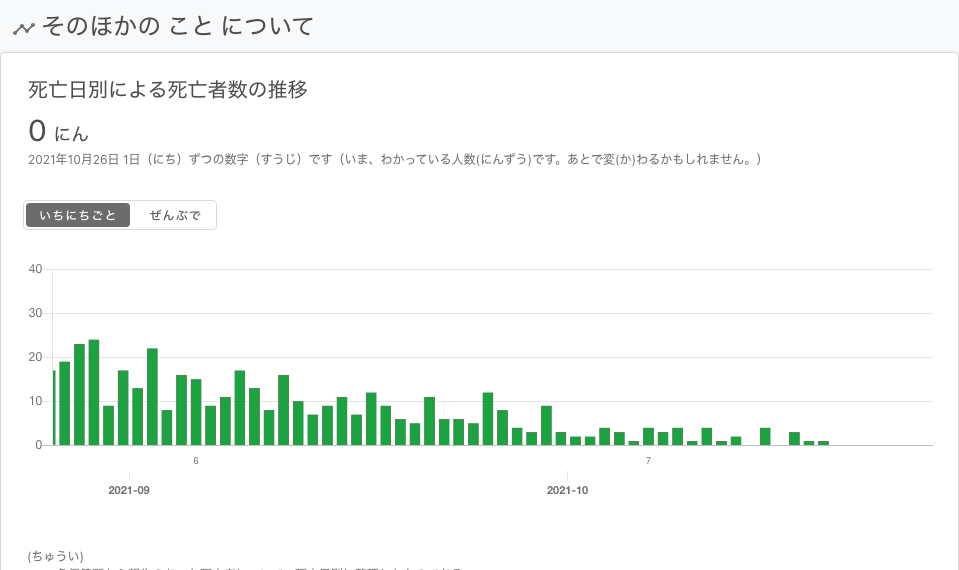 そのほかの こと について
死亡日別による死亡者数の推移
0 にん
2021年10月26日 1日（にち）ずつの数字（すうじ）です（いま、わかっている人数(にんずう)です。あとで変(か)わるかもしれません。）
いちにちごと ぜんぶで
40
30
20
10
0
6 7
2021-09 2021-10
(ちゅうい)